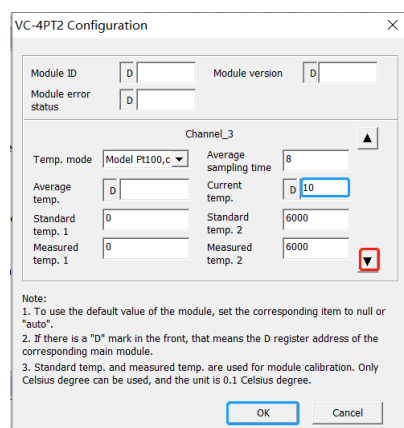 VC-4PT2 Configuration
Module ID D Module version D
Module error
status D
Channel_3
▲
Temp. mode Model Pt100,c Average
sampling time 8
Average
temp. D Current
temp. D 10
Standard
temp. 1 0 Standard
temp. 2 6000
Measured
temp. 1 0 Measured
temp. 2 6000
▼
Note:
1. To use the default value of the module, set the corresponding item to null or
"auto".
2. If there is a "D" mark in the front, that means the D register address of the
corresponding main module.
3. Standard temp. and measured temp. are used for module calibration. Only
Celsius degree can be used, and the unit is 0.1 Celsius degree.
OK Cancel